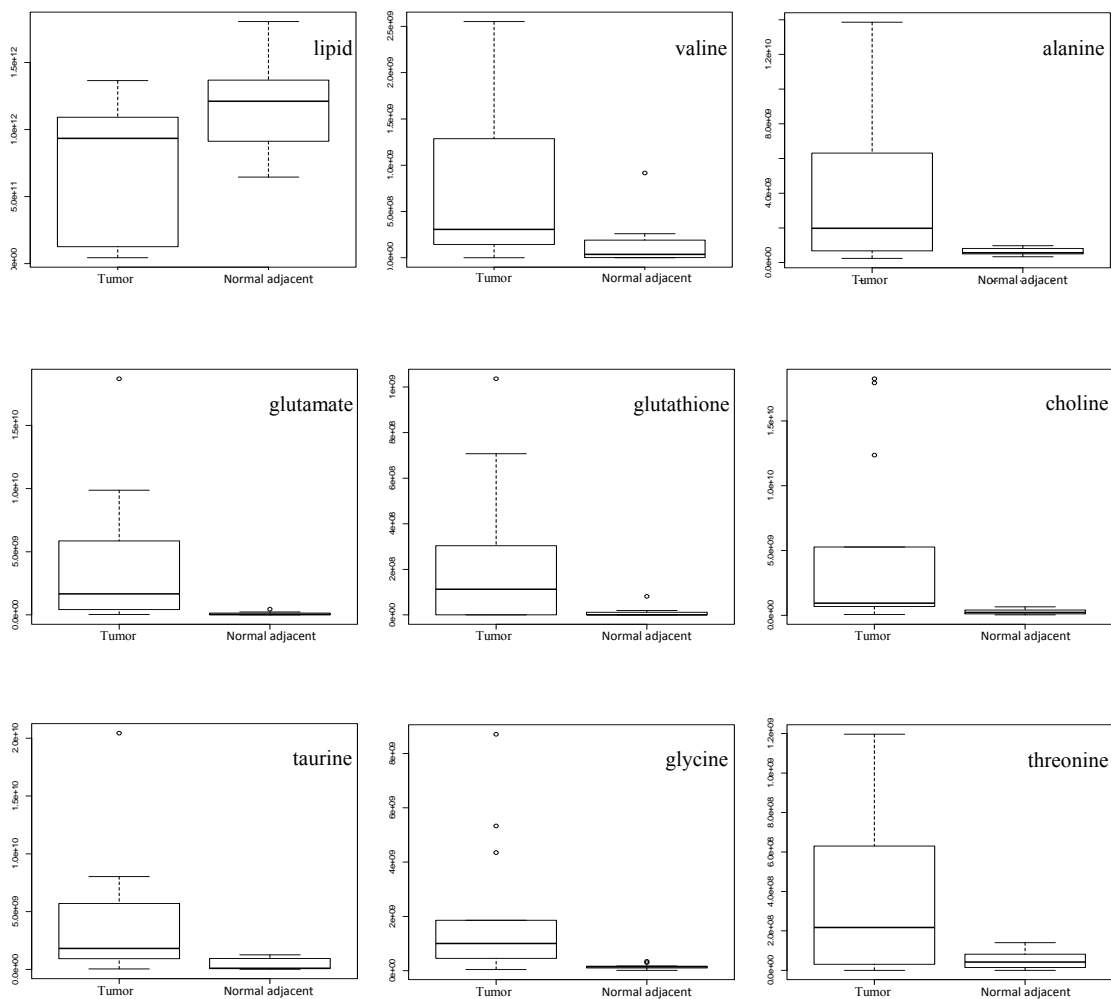 lipid
1.5e+12
1.0e+12
5.0e+11
0e+00
Tumor
Normal adjacent
valine
2.5e+09
2.0e+09
1.5e+09
1.0e+09
5.0e+08
0.0e+00
Tumor
Normal adjacent
alanine
1.2e+10
8.0e+09
4.0e+09
0.0e+00
Tumor
Normal adjacent
glutamate
1.5e+10
1.0e+10
5.0e+09
0.0e+00
Tumor
Normal adjacent
glutathione
1e+09
8e+08
6e+08
4e+08
2e+08
0e+00
Tumor
Normal adjacent
choline
1.5e+10
1.0e+10
5.0e+09
0.0e+00
Tumor
Normal adjacent
taurine
2.0e+10
1.5e+10
1.0e+10
5.0e+09
0.0e+00
Tumor
Normal adjacent
glycine
8e+09
6e+09
4e+09
2e+09
0e+00
Tumor
Normal adjacent
threonine
1.2e+09
1.0e+09
8.0e+08
6.0e+08
4.0e+08
2.0e+08
0.0e+00
Tumor
Normal adjacent